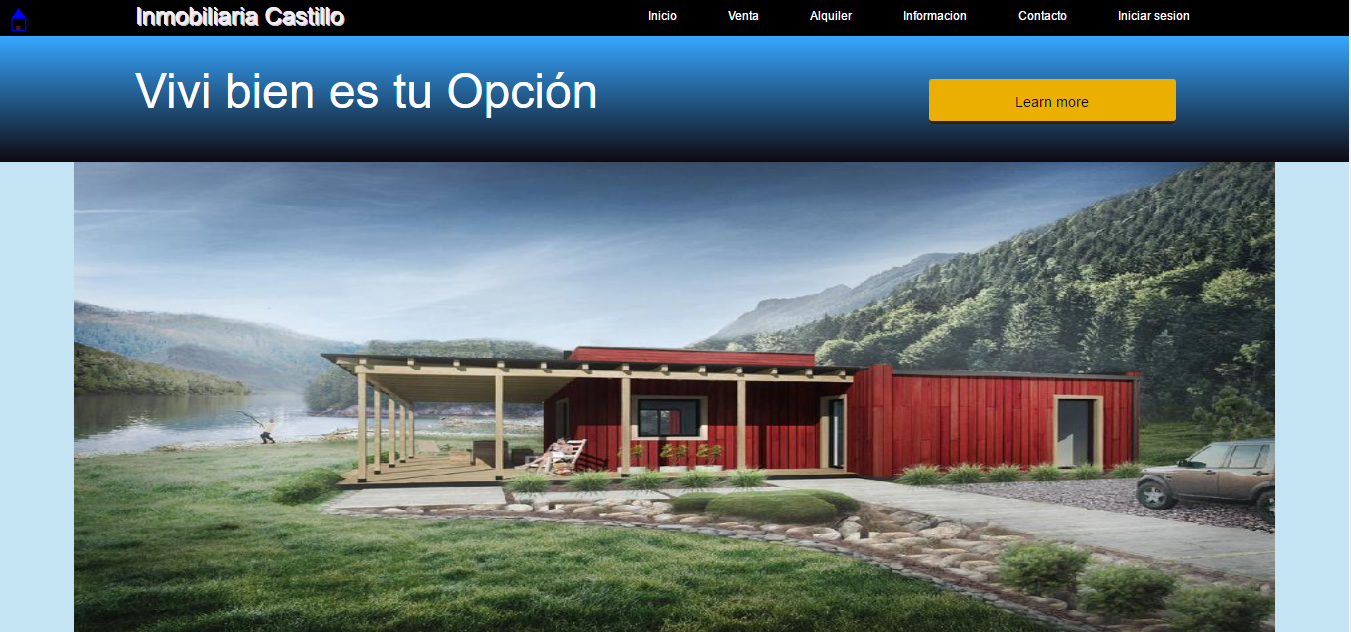 Inmobiliaria Castillo
Inicio Venta Alquiler Informacion Contacto Iniciar sesion
Vivi bien es tu Opción
Learn more